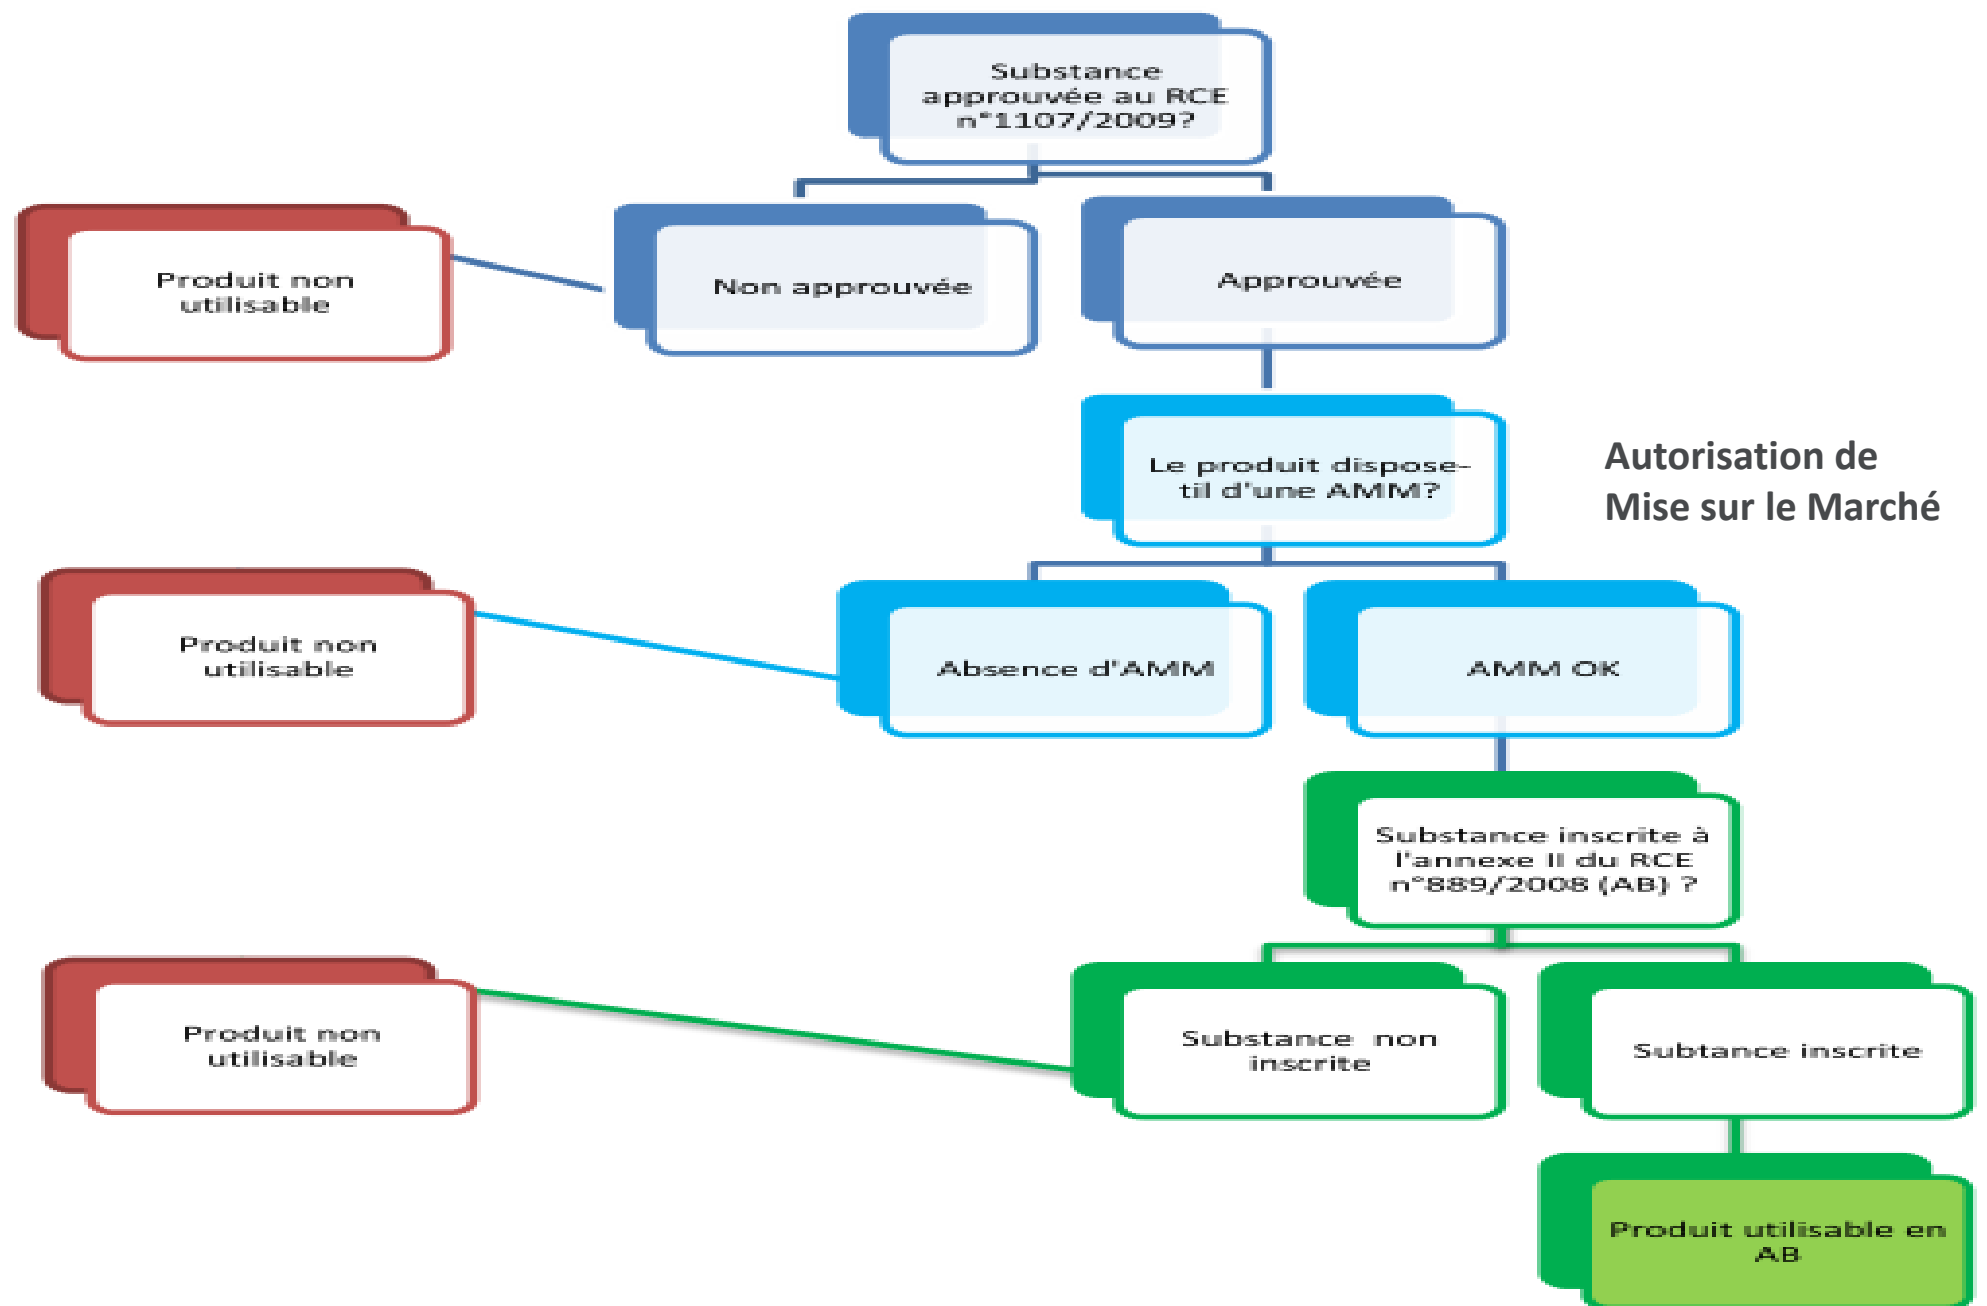 Substance
approuvée au RCE
n°1107/2009?
Produit non
utilisable
Non approuvée
Approuvée
Le produit dispose-
til d'une AMM?
Autorisation de
Mise sur le Marché
Produit non
utilisable
Absence d'AMM
AMM OK
Substance inscrite à
l'annexe II du RCE
n°889/2008 (AB) ?
Produit non
utilisable
Substance non
inscrite
Subtance inscrite
Produit utilisable en
AB